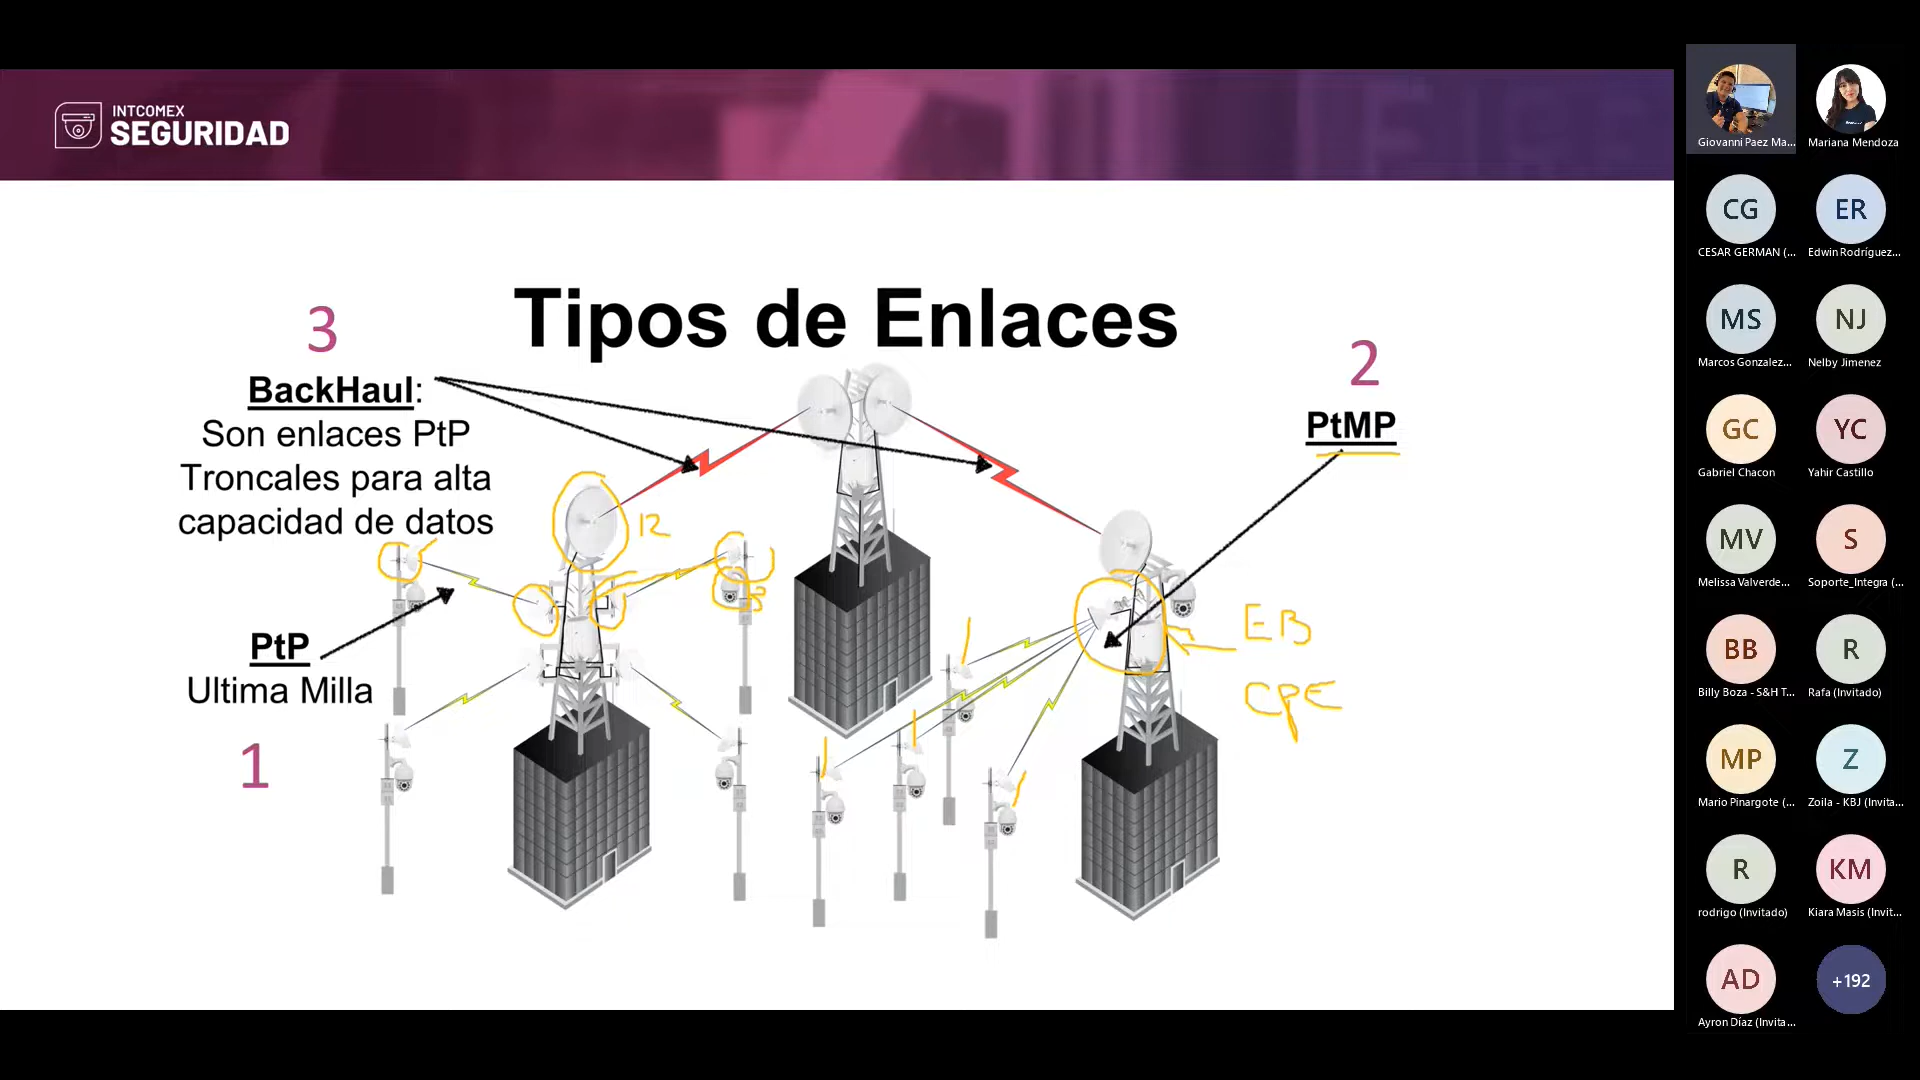 INTCOMEX
SEGURIDAD
Tipos de Enlaces
3
BackHaul:
Son enlaces PtP
Troncales para alta
capacidad de datos
2
PtMP
PtP
Ultima Milla
1
EB
CPE
Giovanni Paez Ma...
Mariana Mendoza
CG
CESAR GERMAN (...
ER
Edwin Rodríguez...
MS
Marcos Gonzalez...
NJ
Nelby Jimenez
GC
Gabriel Chacon
YC
Yahir Castillo
MV
Melissa Valverde...
S
Soporte_Integra (...
BB
Billy Boza - S&H T...
R
Rafa (Invitado)
MP
Mario Pinargote (...
Z
Zoila - KBJ (Invita...
R
rodrigo (Invitado)
KM
Kiara Masis (Invit...
AD
Ayron Díaz (Invita...
+192